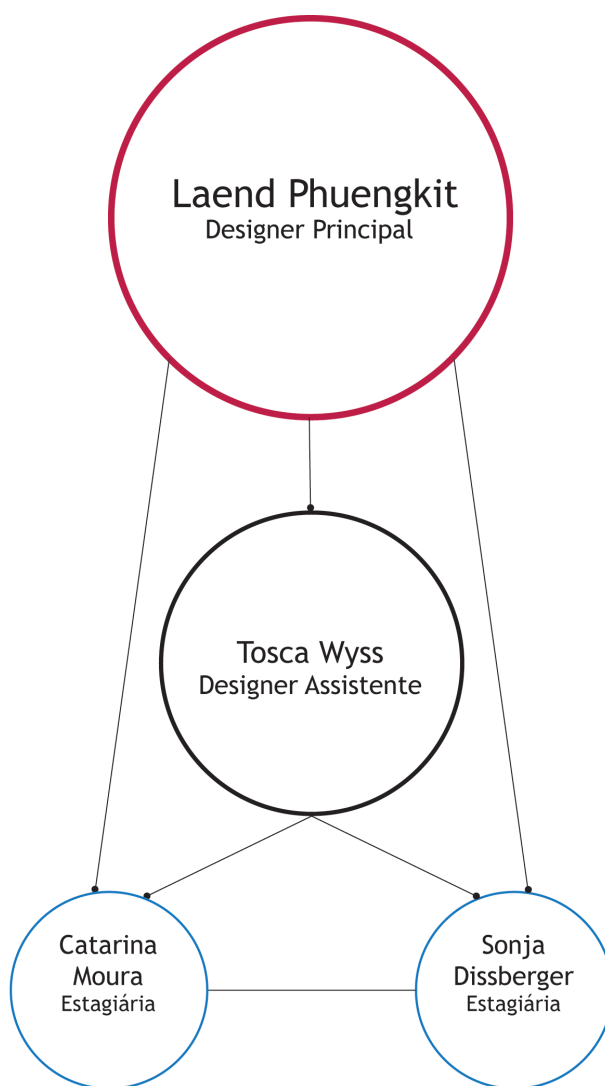 Laend Phuengkit
Designer Principal
Tosca Wyss
Designer Assistente
Catarina
Moura
Estagiária
Sonja
Dissberger
Estagiária